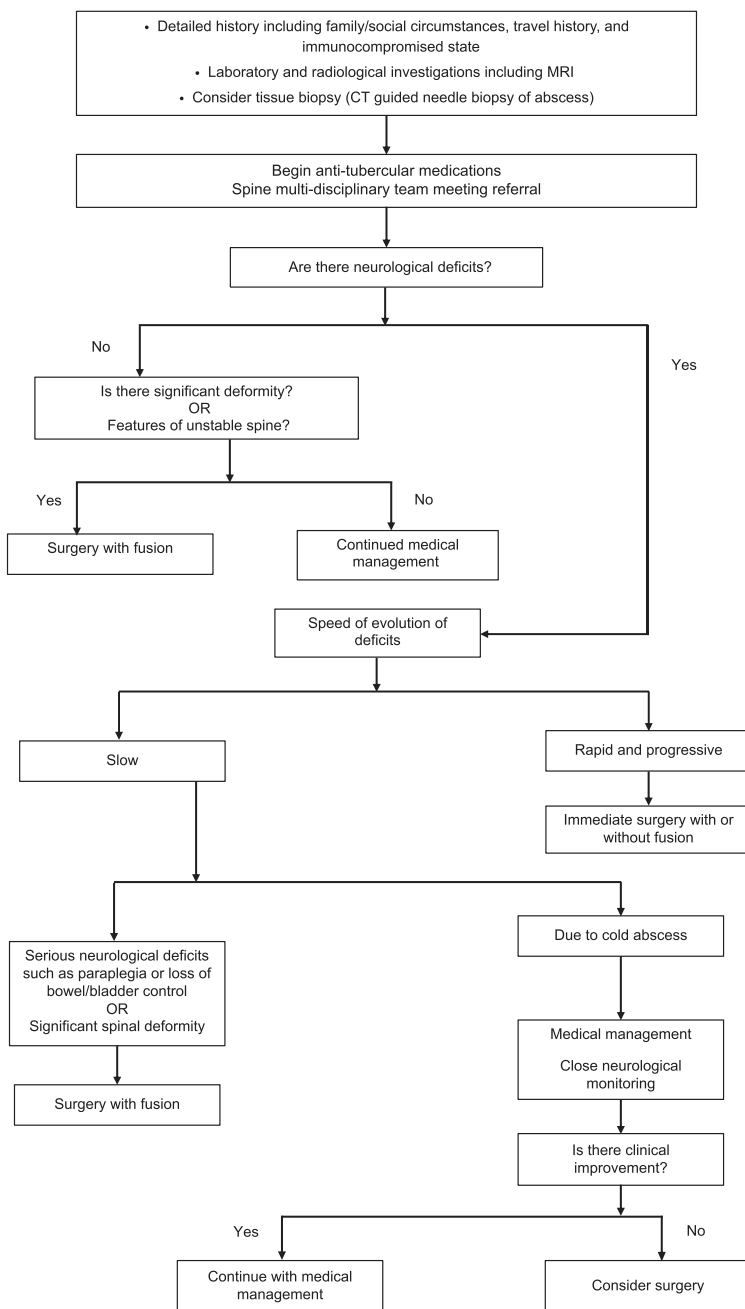 • Detailed history including family/social circumstances, travel history, and
immunocompromised state
• Laboratory and radiological investigations including MRI
• Consider tissue biopsy (CT guided needle biopsy of abscess)
Begin anti-tubercular medications
Spine multi-disciplinary team meeting referral
Are there neurological deficits?
No
Yes
Is there significant deformity?
OR
Features of unstable spine?
Yes
No
Surgery with fusion
Continued medical
management
Speed of evolution of
deficits
Slow
Rapid and progressive
Immediate surgery with or
without fusion
Serious neurological deficits
such as paraplegia or loss of
bowel/bladder control
OR
Significant spinal deformity
Due to cold abscess
Medical management
Close neurological
monitoring
Surgery with fusion
Is there clinical
improvement?
Yes
No
Continue with medical
management
Consider surgery